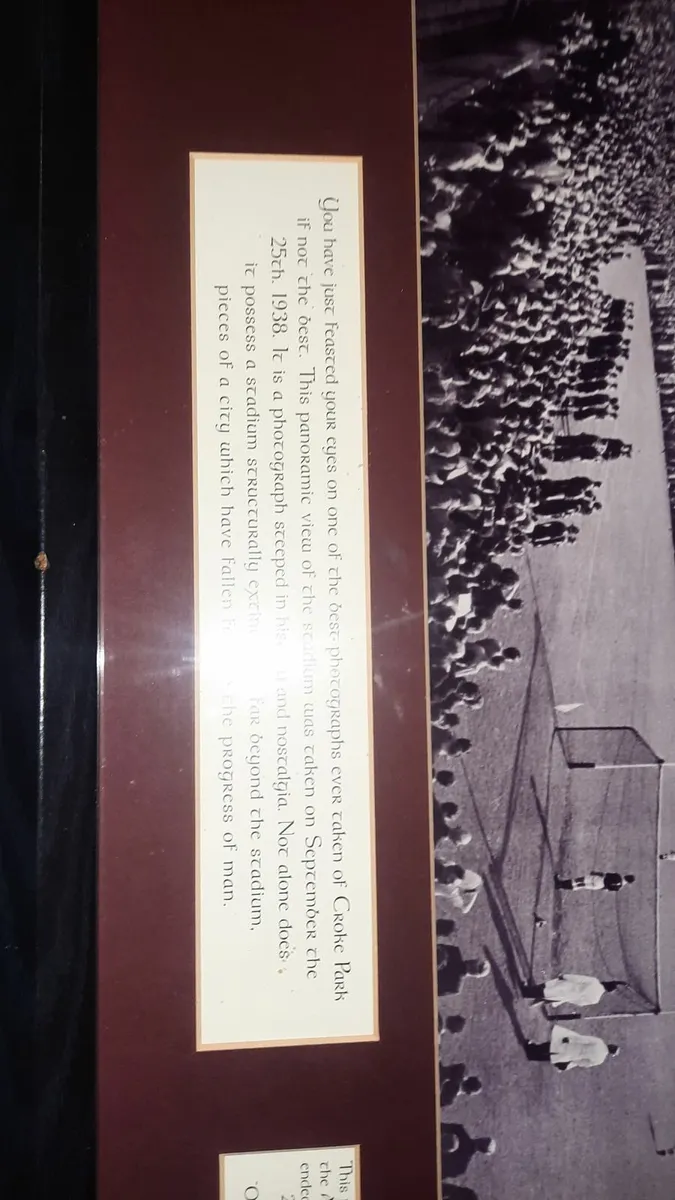 You have just feasted your eyes on one of the best photographs ever taken of Croke Park
if not the best. This panoramic view of the stadium was taken on September the
25th. 1938. It is a photograph steeped in and nostalgia. Not alone does
it possess a stadium structurally far beyond the stadium,
pieces of a city which have fallen the progress of man.
This
the
ended